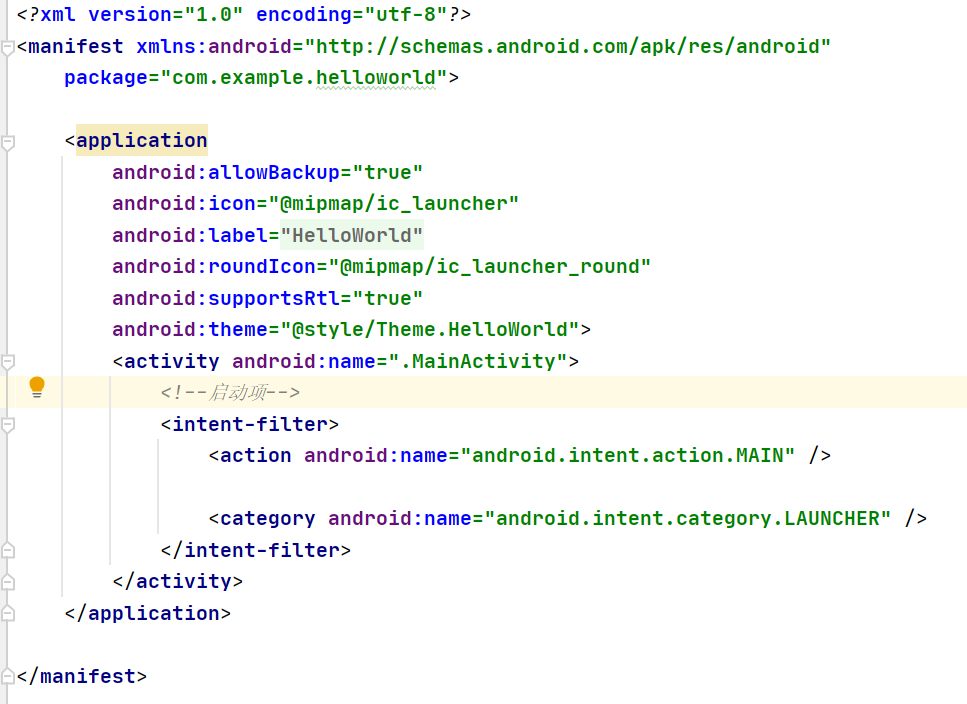 <?xml version="1.0" encoding="utf-8"?>
<manifest xmlns:android="http://schemas.android.com/apk/res/android"
    package="com.example.helloworld">

    <application
        android:allowBackup="true"
        android:icon="@mipmap/ic_launcher"
        android:label="HelloWorld"
        android:roundIcon="@mipmap/ic_launcher_round"
        android:supportsRtl="true"
        android:theme="@style/Theme.HelloWorld">
        <activity android:name=".MainActivity">
            <!--启动项-->
            <intent-filter>
                <action android:name="android.intent.action.MAIN" />

                <category android:name="android.intent.category.LAUNCHER" />
            </intent-filter>
        </activity>
    </application>

</manifest>